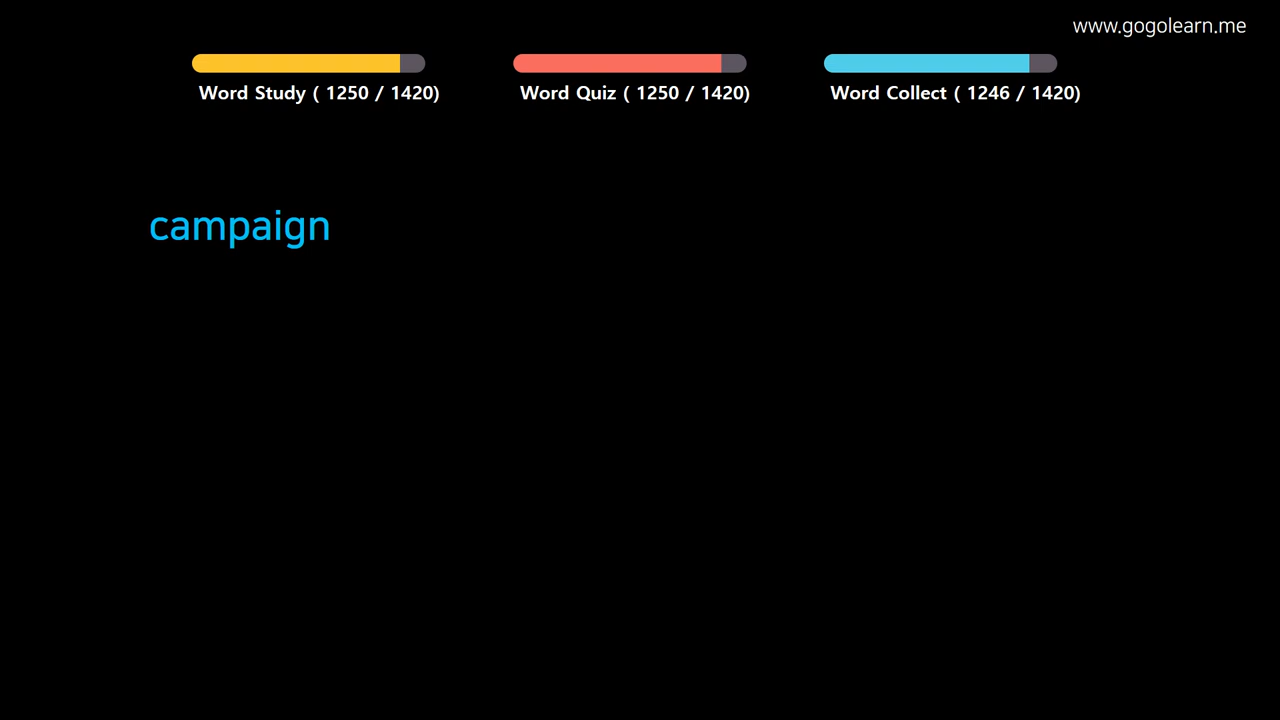 www.gogolearn.me
Word Study ( 1250 / 1420)
Word Quiz ( 1250 / 1420)
Word Collect ( 1246 / 1420)
campaign